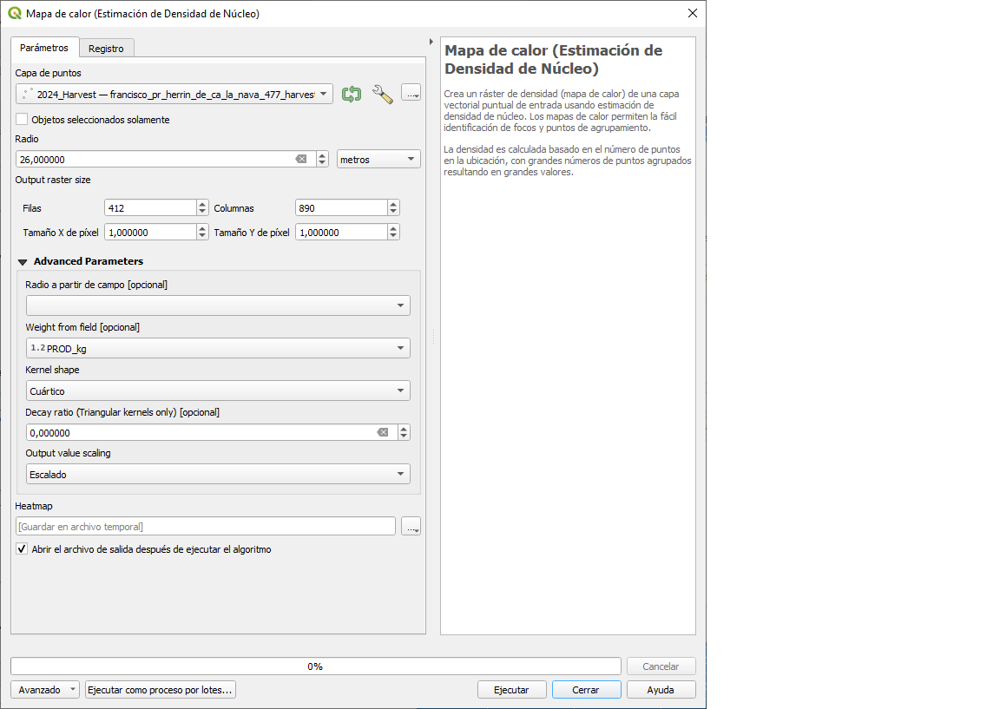 Mapa de calor (Estimación de Densidad de Núcleo)
Parámetros
Registro
Capa de puntos
2024_Harvest — francisco_pr_herrin_de_ca_la_nava_477_harves
...
Objetos seleccionados solamente
Radio
26,000000
metros
Output raster size
Filas
412
Columnas
890
Tamaño X de píxel
1,000000
Tamaño Y de píxel
1,000000
Advanced Parameters
Radio a partir de campo [opcional]
Weight from field [opcional]
1.2 PROD_kg
Kernel shape
Cuártico
Decay ratio (Triangular kernels only) [opcional]
0,000000
Output value scaling
Escalado
Heatmap
[Guardar en archivo temporal]
...
Abrir el archivo de salida después de ejecutar el algoritmo
Mapa de calor (Estimación de
Densidad de Núcleo)
Crea un ráster de densidad (mapa de calor) de una capa
vectorial puntual de entrada usando estimación de
densidad de núcleo. Los mapas de calor permiten la fácil
identificación de focos y puntos de agrupamiento.
La densidad es calculada basado en el número de puntos
en la ubicación, con grandes números de puntos agrupados
resultando en grandes valores.
0%
Cancelar
Avanzado
Ejecutar como proceso por lotes...
Ejecutar
Cerrar
Ayuda